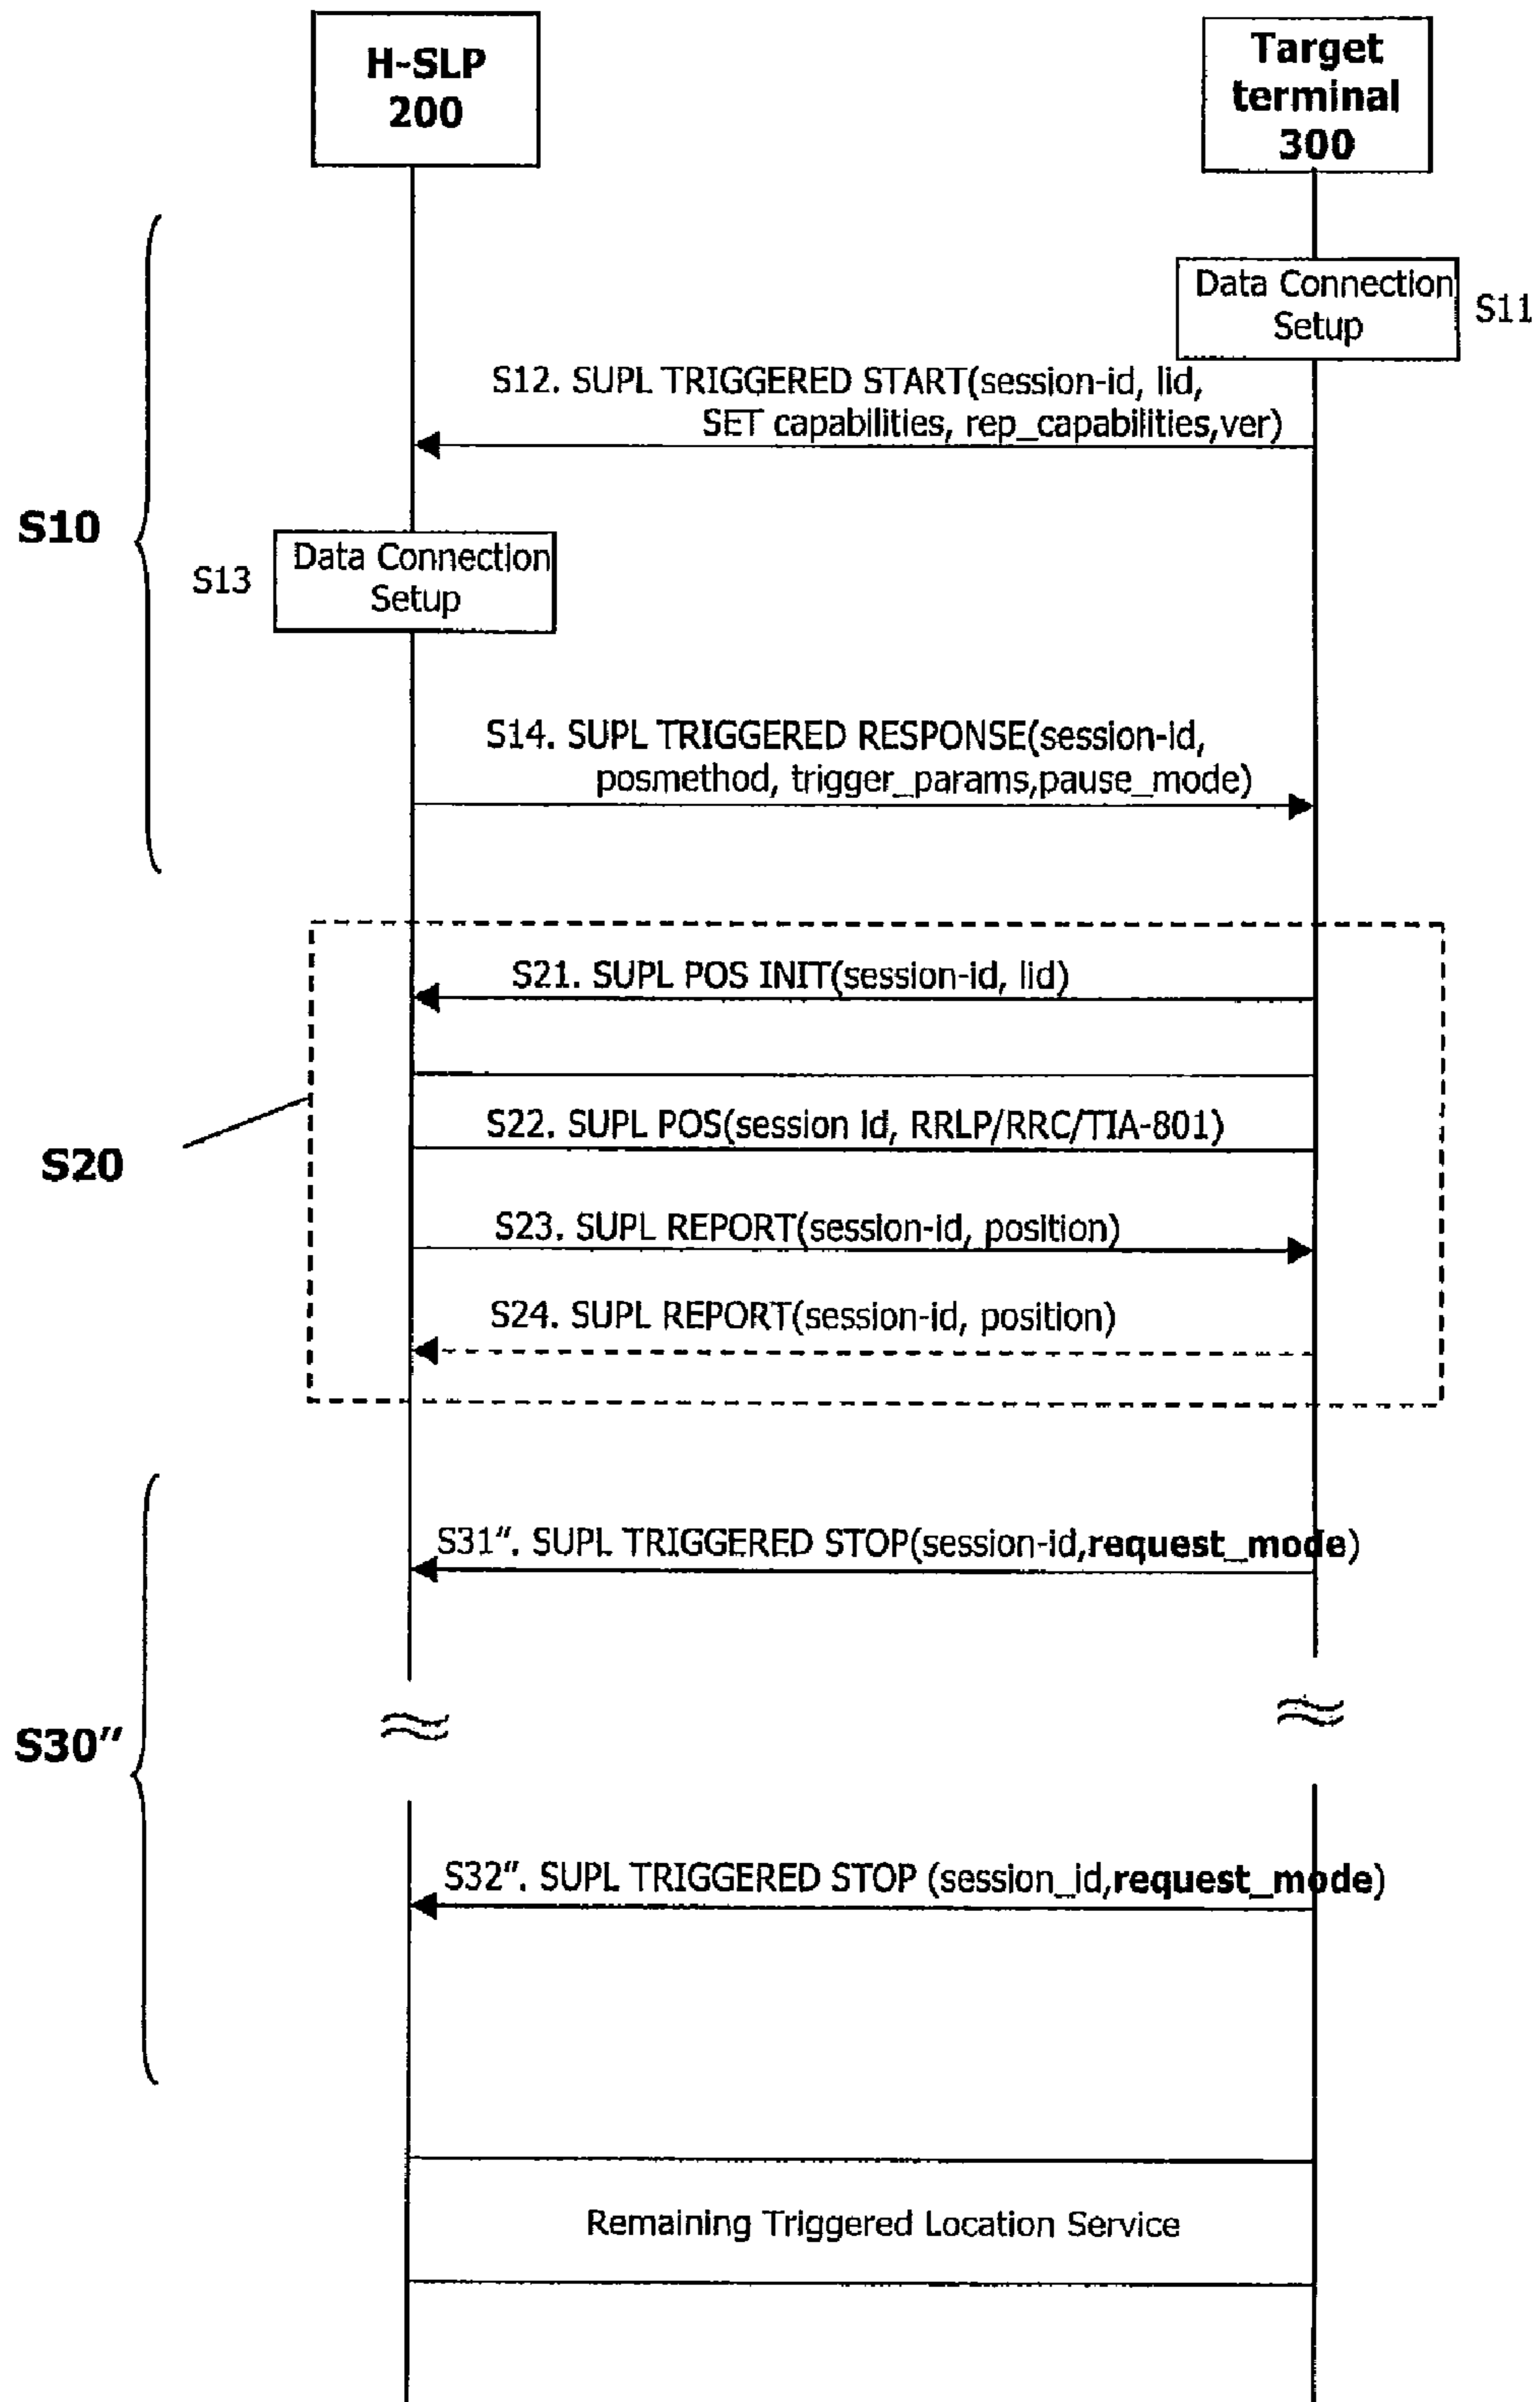 H-SLP
200
Target
terminal
300
Data Connection
Setup
S11
S12. SUPL TRIGGERED START(session-id, lid,
SET capabilities, rep_capabilities,ver)
S10
S13
Data Connection
Setup
S14. SUPL TRIGGERED RESPONSE(session-id,
posmethod, trigger_params,pause_mode)
S21. SUPL POS INIT(session-id, lid)
S22. SUPL POS(session id, RRLP/RRC/TIA-801)
S20
S23. SUPL REPORT(session-id, position)
S24. SUPL REPORT(session-id, position)
S31″. SUPL TRIGGERED STOP(session-id,request_mode)
S30″
S32″. SUPL TRIGGERED STOP (session_id,request_mode)
Remaining Triggered Location Service